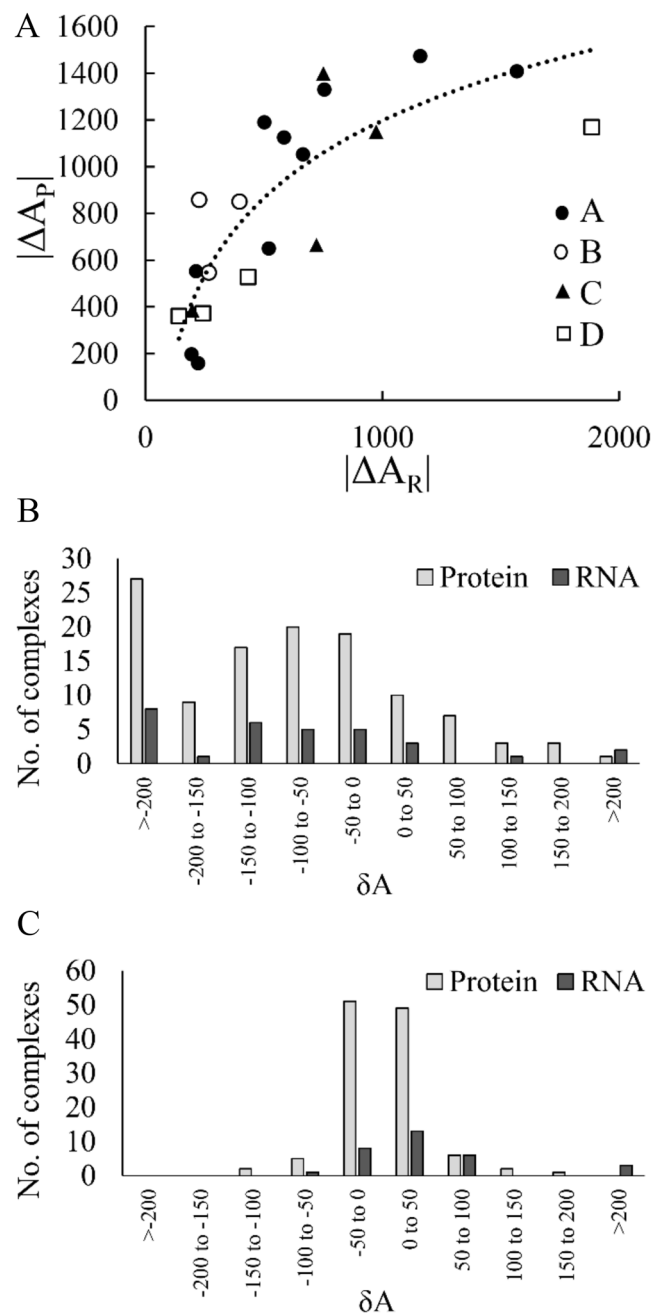 A
1600
1400
1200
1000
800
600
400
200
0
|ΔA_P|
A
B
C
D
0 1000 2000
|ΔA_R|
B
30
25
20
15
10
5
0
No. of complexes
Protein RNA
>-200
-200 to -150
-150 to -100
-100 to -50
-50 to 0
0 to 50
50 to 100
100 to 150
150 to 200
>200
δA
C
60
50
40
30
20
10
0
No. of complexes
Protein RNA
>-200
-200 to -150
-150 to -100
-100 to -50
-50 to 0
0 to 50
50 to 100
100 to 150
150 to 200
>200
δA